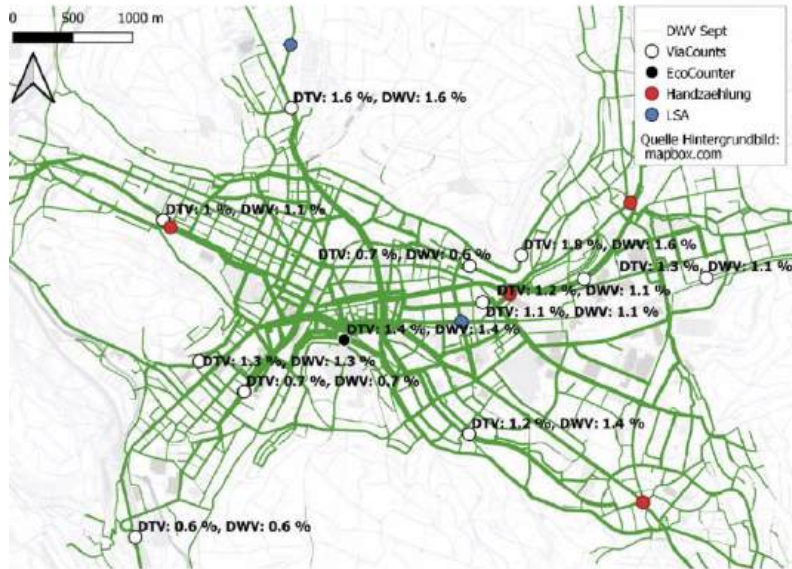 0 500 1000 m
DWV Sept
ViaCounts
EcoCounter
Handzaehlung
LSA
Quelle Hintergrundbild:
mapbox.com
DTV: 1.6 %, DWV: 1.6 %
DTV: 1 %, DWV: 1.1 %
DTV: 1.8 %, DWV: 1.6 %
DTV: 0.7 %, DWV: 0.6 %
DTV: 1.3 %, DWV: 1.1 %
DTV: 1.2 %, DWV: 1.1 %
DTV: 1.1 %, DWV: 1.1 %
DTV: 1.4 %, DWV: 1.4 %
DTV: 1.3 %, DWV: 1.3 %
DTV: 0.7 %, DWV: 0.7 %
DTV: 1.2 %, DWV: 1.4 %
DTV: 0.6 %, DWV: 0.6 %